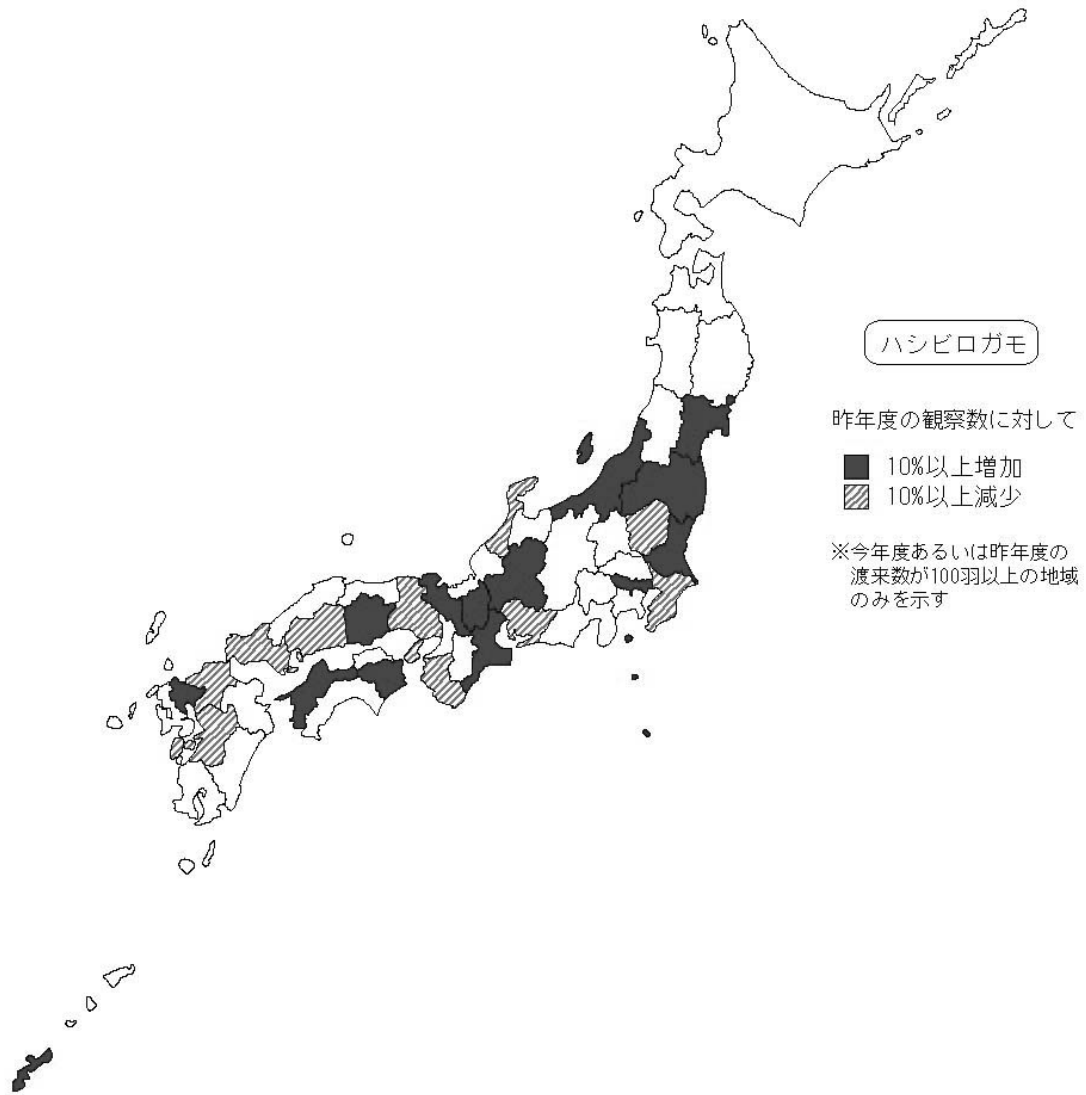 ハシビロガモ
昨年度の観察数に対して
10%以上増加
10%以上減少
※今年度あるいは昨年度の
渡来数が100羽以上の地域
のみを示す